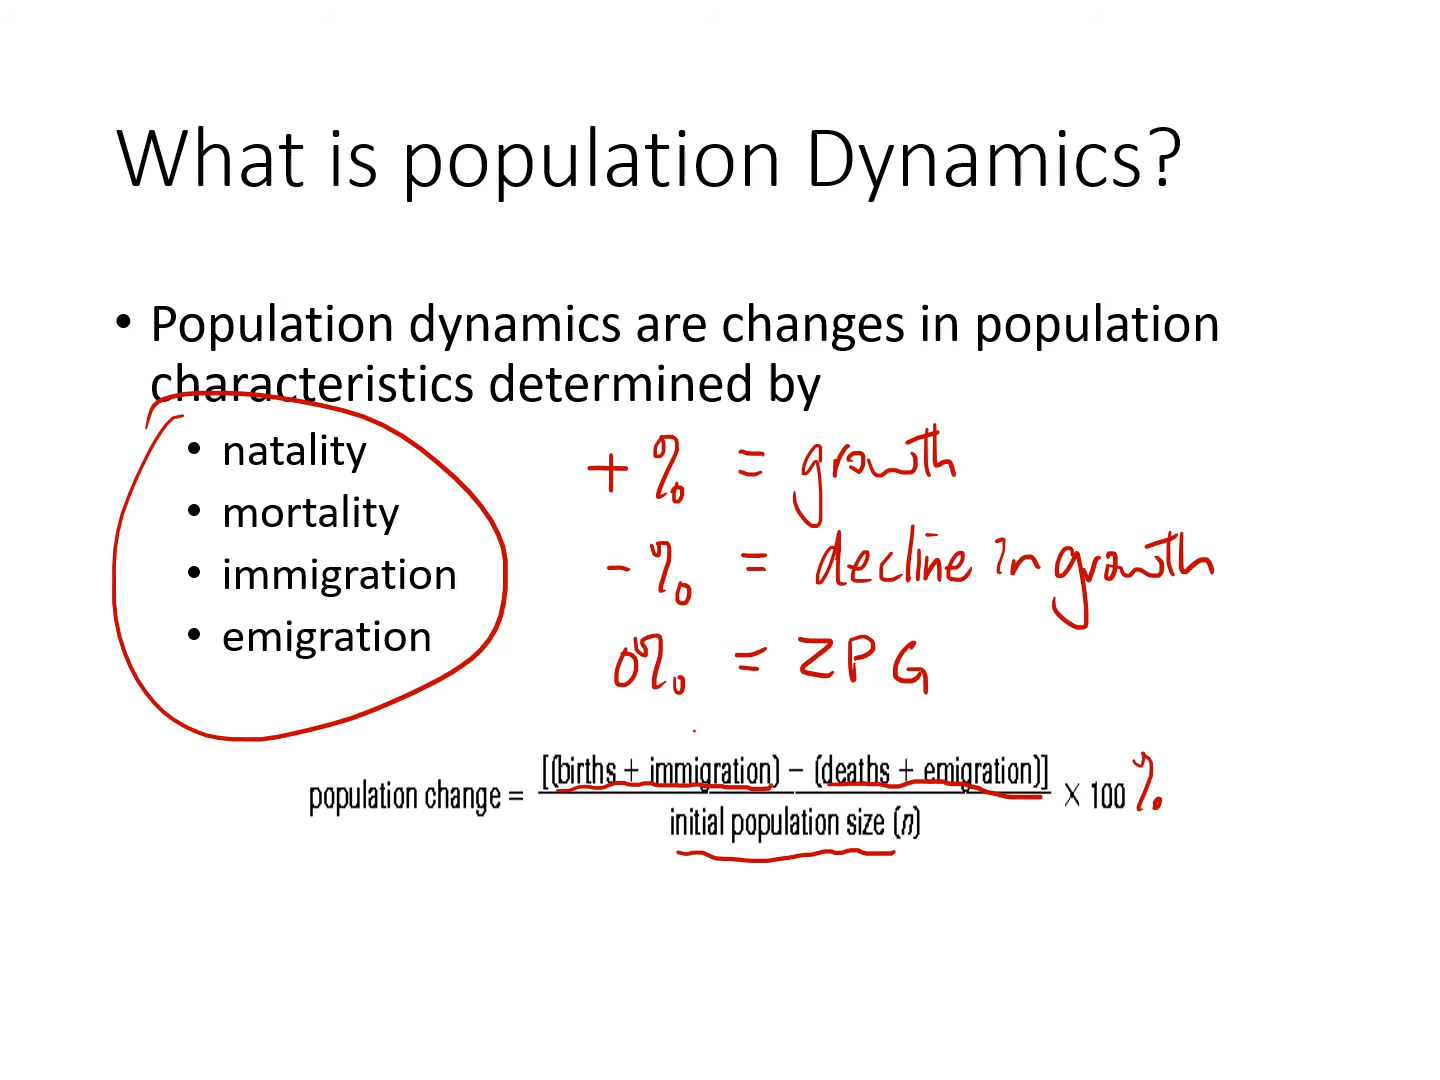 What is population Dynamics?
• Population dynamics are changes in population
characteristics determined by
• natality
• mortality
• immigration
• emigration
+ % = growth
- % = decline in growth
0% = ZPG
population change = [(births + immigration) − (deaths + emigration)] × 100 %
initial population size (n)